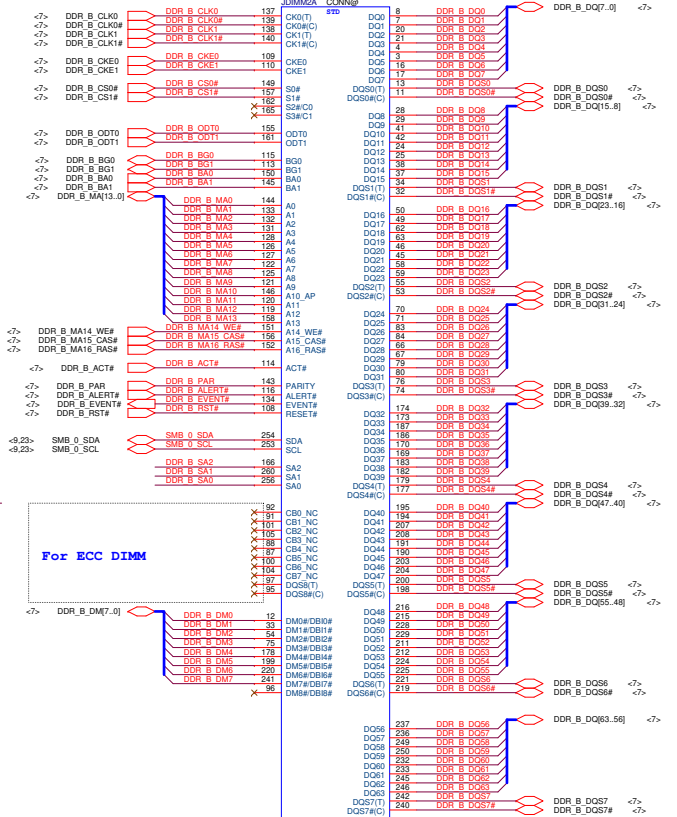 JDIMM2A CONN@
STD
<7> DDR_B_CLK0 DDR_B_CLK0 137 CK0(T)
<7> DDR_B_CLK0# DDR_B_CLK0# 139 CK0#(C)
<7> DDR_B_CLK1 DDR_B_CLK1 138 CK1(T)
<7> DDR_B_CLK1# DDR_B_CLK1# 140 CK1#(C)
<7> DDR_B_CKE0 DDR_B_CKE0 109 CKE0
<7> DDR_B_CKE1 DDR_B_CKE1 110 CKE1
<7> DDR_B_CS0# DDR_B_CS0# 149 S0#
<7> DDR_B_CS1# DDR_B_CS1# 157 S1#
162 S2#/C0
165 S3#/C1
<7> DDR_B_ODT0 DDR_B_ODT0 155 ODT0
<7> DDR_B_ODT1 DDR_B_ODT1 161 ODT1
<7> DDR_B_BG0 DDR_B_BG0 115 BG0
<7> DDR_B_BG1 DDR_B_BG1 113 BG1
<7> DDR_B_BA0 DDR_B_BA0 150 BA0
<7> DDR_B_BA1 DDR_B_BA1 145 BA1
<7> DDR_B_MA[13..0]
DDR_B_MA0 144 A0
DDR_B_MA1 133 A1
DDR_B_MA2 132 A2
DDR_B_MA3 131 A3
DDR_B_MA4 128 A4
DDR_B_MA5 126 A5
DDR_B_MA6 127 A6
DDR_B_MA7 122 A7
DDR_B_MA8 125 A8
DDR_B_MA9 121 A9
DDR_B_MA10 146 A10_AP
DDR_B_MA11 120 A11
DDR_B_MA12 119 A12
DDR_B_MA13 158 A13
<7> DDR_B_MA14_WE# DDR_B_MA14_WE# 151 A14_WE#
<7> DDR_B_MA15_CAS# DDR_B_MA15_CAS# 156 A15_CAS#
<7> DDR_B_MA16_RAS# DDR_B_MA16_RAS# 152 A16_RAS#
<7> DDR_B_ACT# DDR_B_ACT# 114 ACT#
<7> DDR_B_PAR DDR_B_PAR 143 PARITY
<7> DDR_B_ALERT# DDR_B_ALERT# 116 ALERT#
<7> DDR_B_EVENT# DDR_B_EVENT# 134 EVENT#
<7> DDR_B_RST# DDR_B_RST# 108 RESET#
<9,23> SMB_0_SDA SMB_0_SDA 254 SDA
<9,23> SMB_0_SCL SMB_0_SCL 253 SCL
DDR_B_SA2 166 SA2
DDR_B_SA1 260 SA1
DDR_B_SA0 256 SA0
For ECC DIMM
92 CB0_NC
91 CB1_NC
101 CB2_NC
105 CB3_NC
88 CB4_NC
87 CB5_NC
100 CB6_NC
104 CB7_NC
97 DQS8(T)
95 DQS8#(C)
<7> DDR_B_DM[7..0]
DDR_B_DM0 12 DM0#/DBI0#
DDR_B_DM1 33 DM1#/DBI1#
DDR_B_DM2 54 DM2#/DBI2#
DDR_B_DM3 75 DM3#/DBI3#
DDR_B_DM4 178 DM4#/DBI4#
DDR_B_DM5 199 DM5#/DBI5#
DDR_B_DM6 220 DM6#/DBI6#
DDR_B_DM7 241 DM7#/DBI7#
96 DM8#/DBI8#
DDR_B_DQ[7..0] <7>
DQ0 8 DDR_B_DQ0
DQ1 7 DDR_B_DQ1
DQ2 20 DDR_B_DQ2
DQ3 21 DDR_B_DQ3
DQ4 4 DDR_B_DQ4
DQ5 3 DDR_B_DQ5
DQ6 16 DDR_B_DQ6
DQ7 17 DDR_B_DQ7
DQS0(T) 13 DDR_B_DQS0 DDR_B_DQS0 <7>
DQS0#(C) 11 DDR_B_DQS0# DDR_B_DQS0# <7>
DDR_B_DQ[15..8] <7>
DQ8 28 DDR_B_DQ8
DQ9 29 DDR_B_DQ9
DQ10 41 DDR_B_DQ10
DQ11 42 DDR_B_DQ11
DQ12 24 DDR_B_DQ12
DQ13 25 DDR_B_DQ13
DQ14 38 DDR_B_DQ14
DQ15 37 DDR_B_DQ15
DQS1(T) 34 DDR_B_DQS1 DDR_B_DQS1 <7>
DQS1#(C) 32 DDR_B_DQS1# DDR_B_DQS1# <7>
DDR_B_DQ[23..16] <7>
DQ16 50 DDR_B_DQ16
DQ17 49 DDR_B_DQ17
DQ18 62 DDR_B_DQ18
DQ19 63 DDR_B_DQ19
DQ20 46 DDR_B_DQ20
DQ21 45 DDR_B_DQ21
DQ22 58 DDR_B_DQ22
DQ23 59 DDR_B_DQ23
DQS2(T) 55 DDR_B_DQS2 DDR_B_DQS2 <7>
DQS2#(C) 53 DDR_B_DQS2# DDR_B_DQS2# <7>
DDR_B_DQ[31..24] <7>
DQ24 70 DDR_B_DQ24
DQ25 71 DDR_B_DQ25
DQ26 83 DDR_B_DQ26
DQ27 84 DDR_B_DQ27
DQ28 66 DDR_B_DQ28
DQ29 67 DDR_B_DQ29
DQ30 79 DDR_B_DQ30
DQ31 80 DDR_B_DQ31
DQS3(T) 76 DDR_B_DQS3 DDR_B_DQS3 <7>
DQS3#(C) 74 DDR_B_DQS3# DDR_B_DQS3# <7>
DDR_B_DQ[39..32] <7>
DQ32 174 DDR_B_DQ32
DQ33 173 DDR_B_DQ33
DQ34 187 DDR_B_DQ34
DQ35 186 DDR_B_DQ35
DQ36 170 DDR_B_DQ36
DQ37 169 DDR_B_DQ37
DQ38 183 DDR_B_DQ38
DQ39 182 DDR_B_DQ39
DQS4(T) 179 DDR_B_DQS4 DDR_B_DQS4 <7>
DQS4#(C) 177 DDR_B_DQS4# DDR_B_DQS4# <7>
DDR_B_DQ[47..40] <7>
DQ40 195 DDR_B_DQ40
DQ41 194 DDR_B_DQ41
DQ42 207 DDR_B_DQ42
DQ43 208 DDR_B_DQ43
DQ44 191 DDR_B_DQ44
DQ45 190 DDR_B_DQ45
DQ46 203 DDR_B_DQ46
DQ47 204 DDR_B_DQ47
DQS5(T) 200 DDR_B_DQS5 DDR_B_DQS5 <7>
DQS5#(C) 198 DDR_B_DQS5# DDR_B_DQS5# <7>
DDR_B_DQ[55..48] <7>
DQ48 216 DDR_B_DQ48
DQ49 215 DDR_B_DQ49
DQ50 228 DDR_B_DQ50
DQ51 229 DDR_B_DQ51
DQ52 211 DDR_B_DQ52
DQ53 212 DDR_B_DQ53
DQ54 224 DDR_B_DQ54
DQ55 225 DDR_B_DQ55
DQS6(T) 221 DDR_B_DQS6 DDR_B_DQS6 <7>
DQS6#(C) 219 DDR_B_DQS6# DDR_B_DQS6# <7>
DDR_B_DQ[63..56] <7>
DQ56 237 DDR_B_DQ56
DQ57 236 DDR_B_DQ57
DQ58 249 DDR_B_DQ58
DQ59 250 DDR_B_DQ59
DQ60 232 DDR_B_DQ60
DQ61 233 DDR_B_DQ61
DQ62 245 DDR_B_DQ62
DQ63 246 DDR_B_DQ63
DQS7(T) 242 DDR_B_DQS7 DDR_B_DQS7 <7>
DQS7#(C) 240 DDR_B_DQS7# DDR_B_DQS7# <7>